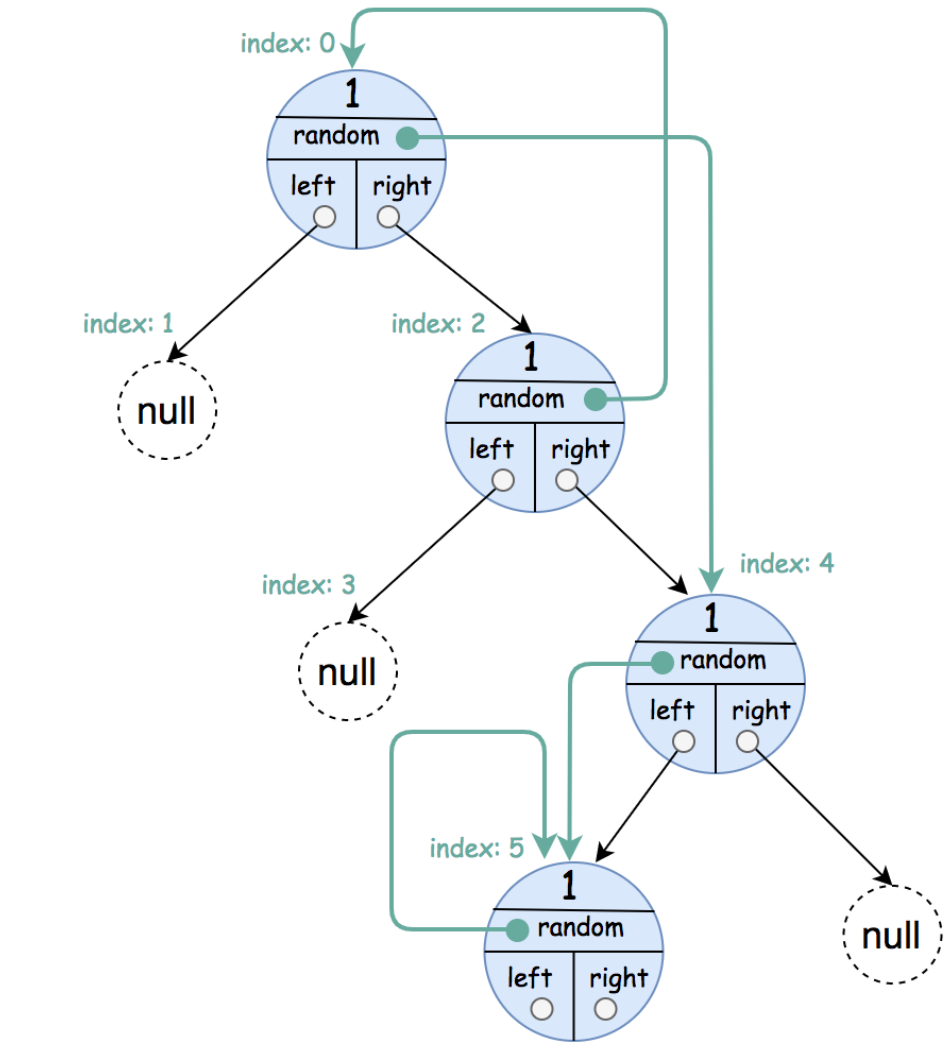 index: 0
1
random
left right
index: 1
index: 2
null
1
random
left right
index: 3
index: 4
null
1
random
left right
index: 5
1
random
left right
null